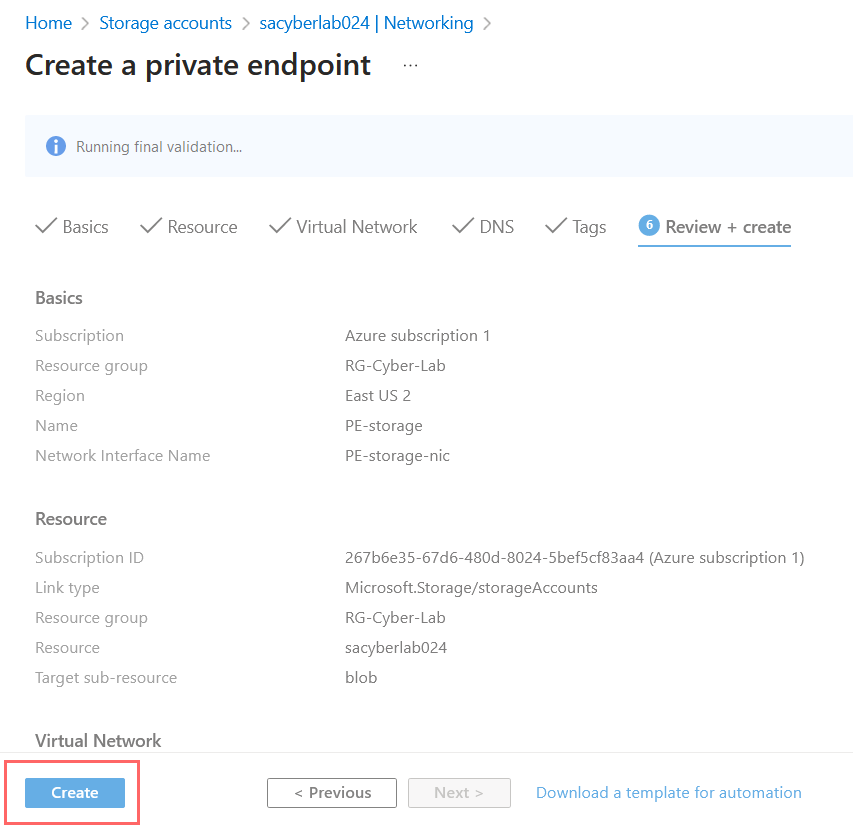 Home > Storage accounts > sacyberlab024 | Networking >
Create a private endpoint ...
Running final validation...
Basics Resource Virtual Network DNS Tags 6 Review + create
Basics
Subscription Azure subscription 1
Resource group RG-Cyber-Lab
Region East US 2
Name PE-storage
Network Interface Name PE-storage-nic
Resource
Subscription ID 267b6e35-67d6-480d-8024-5bef5cf83aa4 (Azure subscription 1)
Link type Microsoft.Storage/storageAccounts
Resource group RG-Cyber-Lab
Resource sacyberlab024
Target sub-resource blob
Virtual Network
Create < Previous Next > Download a template for automation